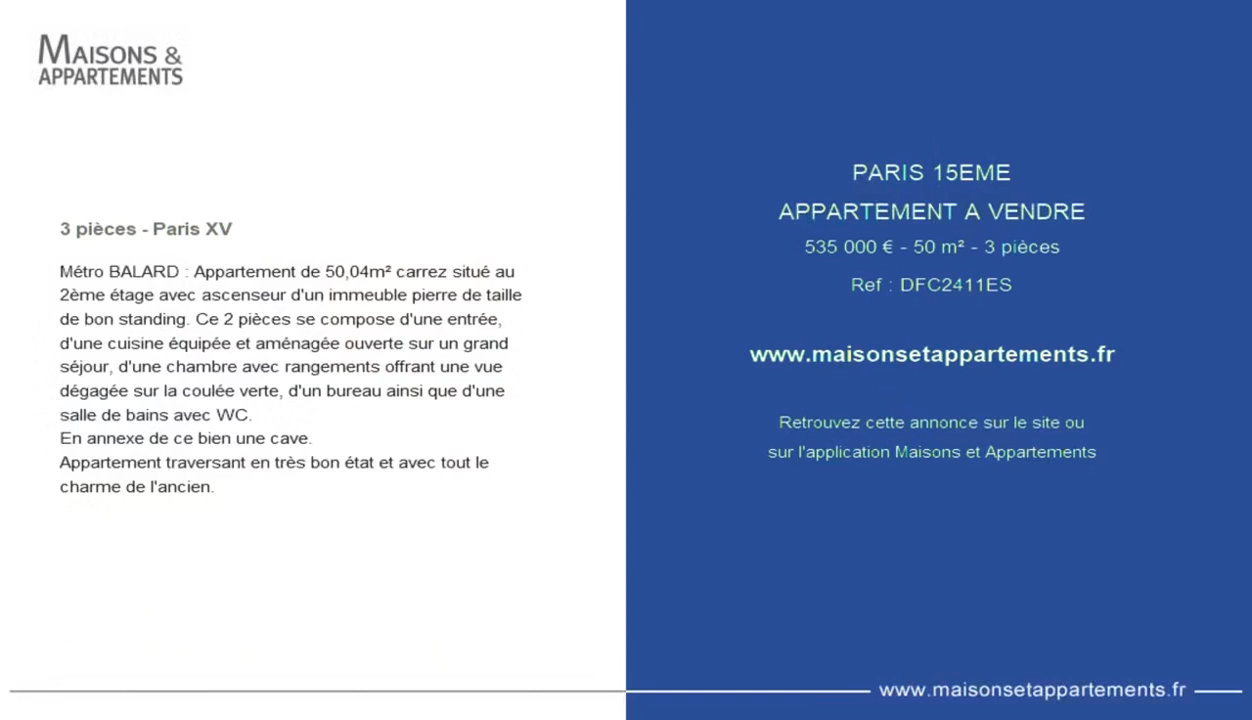 MAISONS &
APPARTEMENTS
3 pièces - Paris XV
Métro BALARD : Appartement de 50,04m² carrez situé au
2ème étage avec ascenseur d'un immeuble pierre de taille
de bon standing. Ce 2 pièces se compose d'une entrée,
d'une cuisine équipée et aménagée ouverte sur un grand
séjour, d'une chambre avec rangements offrant une vue
dégagée sur la coulée verte, d'un bureau ainsi que d'une
salle de bains avec WC.
En annexe de ce bien une cave.
Appartement traversant en très bon état et avec tout le
charme de l'ancien.
PARIS 15EME
APPARTEMENT A VENDRE
535 000 € - 50 m² - 3 pièces
Ref : DFC2411ES
www.maisonsetappartements.fr
Retrouvez cette annonce sur le site ou
sur l'application Maisons et Appartements
www.maisonsetappartements.fr